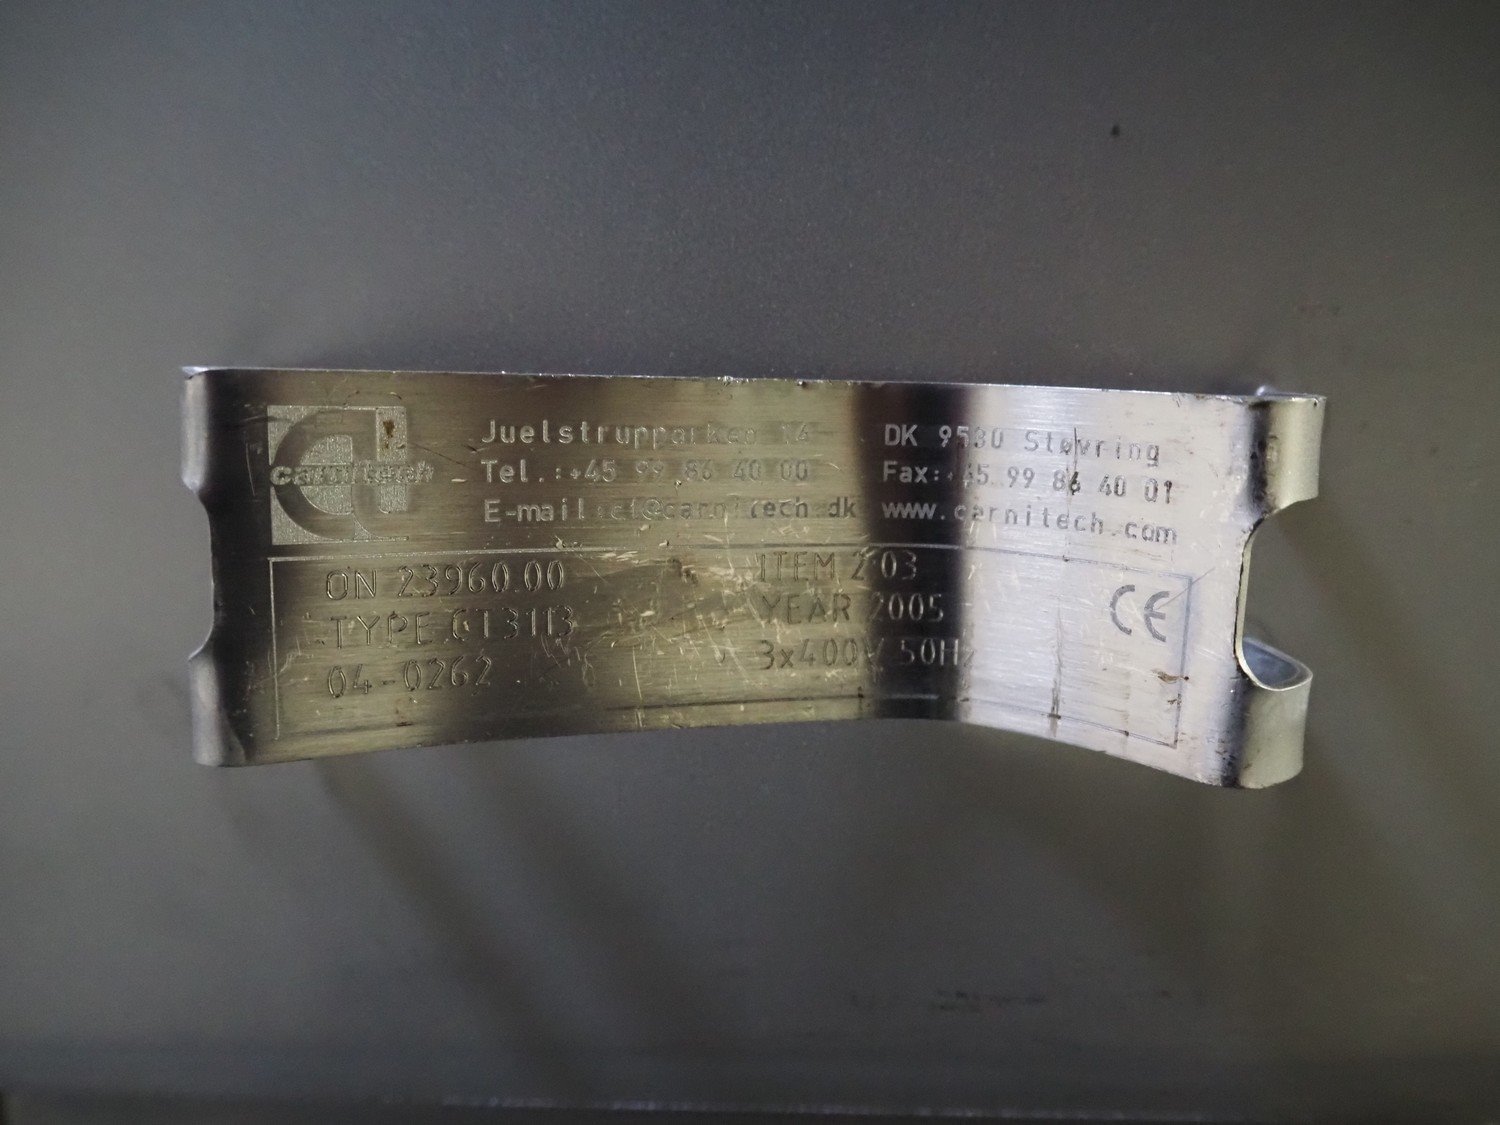 carnitech
Juelstrupparken 16 DK 9530 Støvring
Tel.:+45 99 86 40 00 Fax:+45 99 86 40 01
E-mail:ct@carnitech.dk www.carnitech.com
ON 23960.00 ITEM 2.03
TYPE YEAR 2005
04-0262 3x400V 50Hz
CE